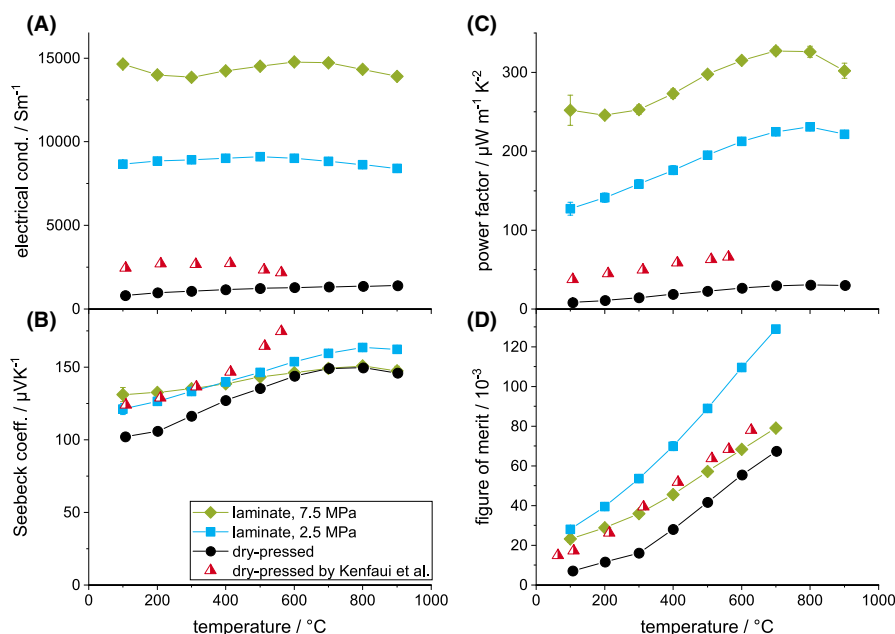 (A)
15000
10000
5000
0
electrical cond. / Sm⁻¹
(B)
150
100
50
0
Seebeck coeff. / µVK⁻¹
laminate, 7.5 MPa
laminate, 2.5 MPa
dry-pressed
dry-pressed by Kenfaui et al.
0 200 400 600 800 1000
temperature / °C
(C)
300
200
100
0
power factor / µW m⁻¹ K⁻²
(D)
120
100
80
60
40
20
0
figure of merit / 10⁻³
0 200 400 600 800 1000
temperature / °C